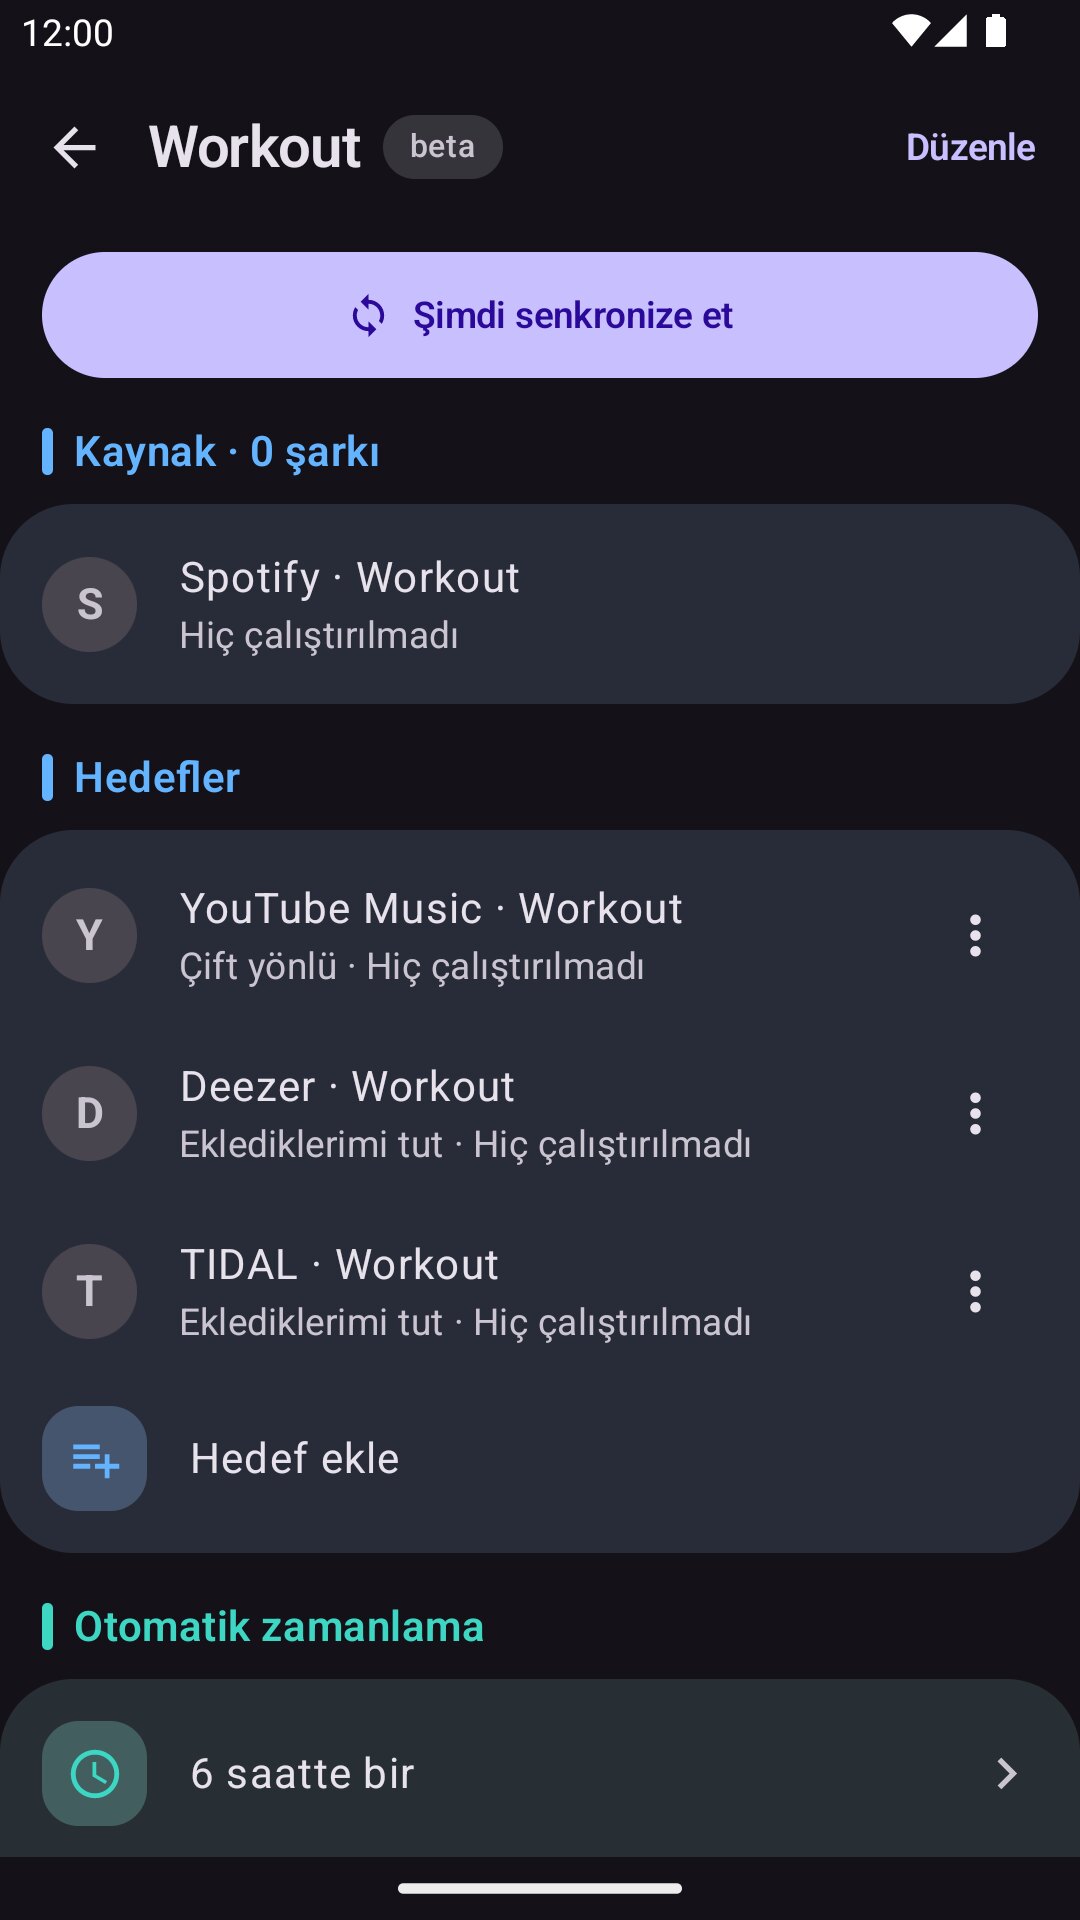 12:00
Workout beta Düzenle
Şimdi senkronize et
Kaynak · 0 şarkı
S
Spotify · Workout
Hiç çalıştırılmadı
Hedefler
Y
YouTube Music · Workout
Çift yönlü · Hiç çalıştırılmadı
D
Deezer · Workout
Eklediklerimi tut · Hiç çalıştırılmadı
T
TIDAL · Workout
Eklediklerimi tut · Hiç çalıştırılmadı
Hedef ekle
Otomatik zamanlama
6 saatte bir